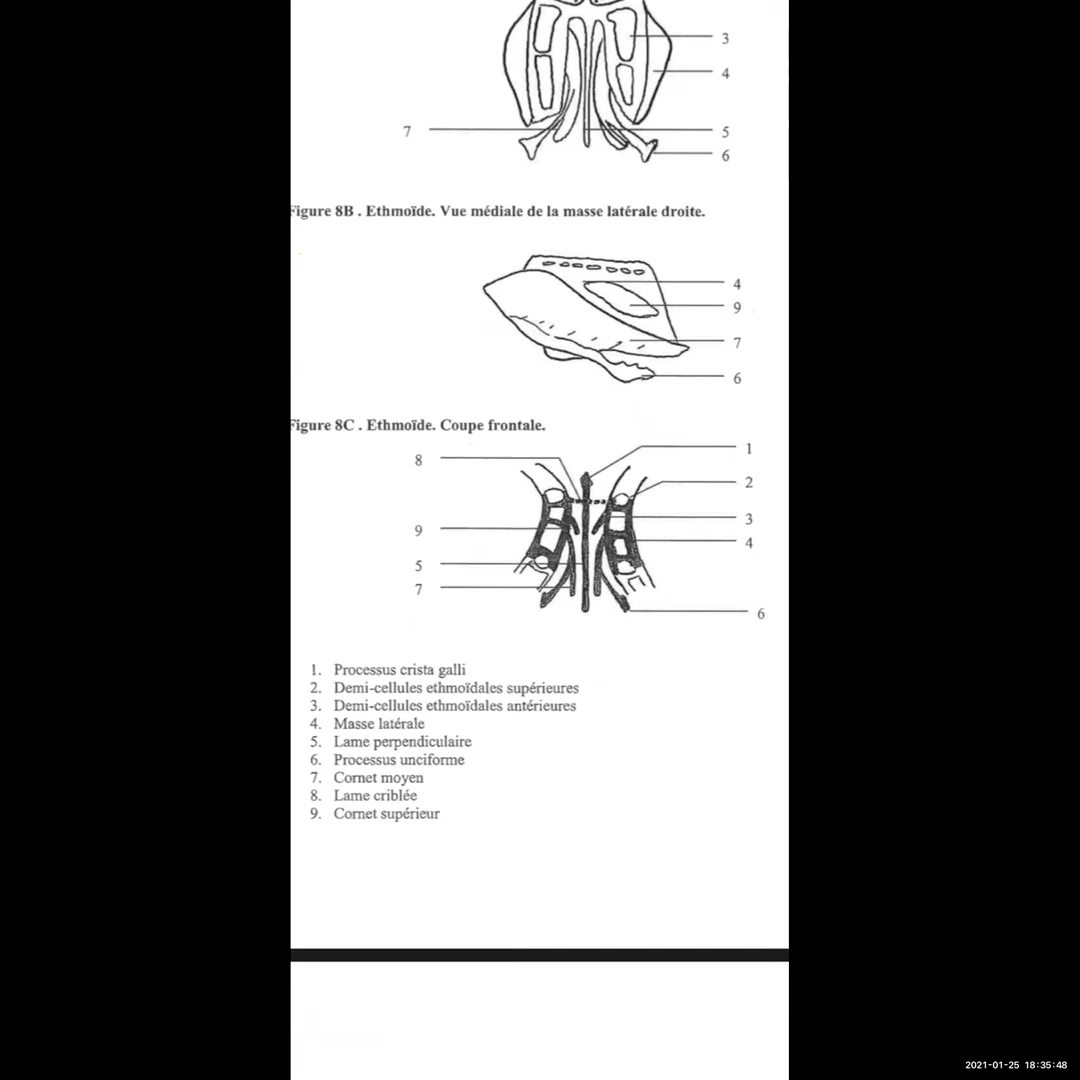 3
4
7
5
6
Figure 8B . Ethmoïde. Vue médiale de la masse latérale droite.
4
9
7
6
Figure 8C . Ethmoïde. Coupe frontale.
1
8
2
3
9
4
5
7
6
1. Processus crista galli
2. Demi-cellules ethmoïdales supérieures
3. Demi-cellules ethmoïdales antérieures
4. Masse latérale
5. Lame perpendiculaire
6. Processus unciforme
7. Cornet moyen
8. Lame criblée
9. Cornet supérieur
2021-01-25 18:35:48